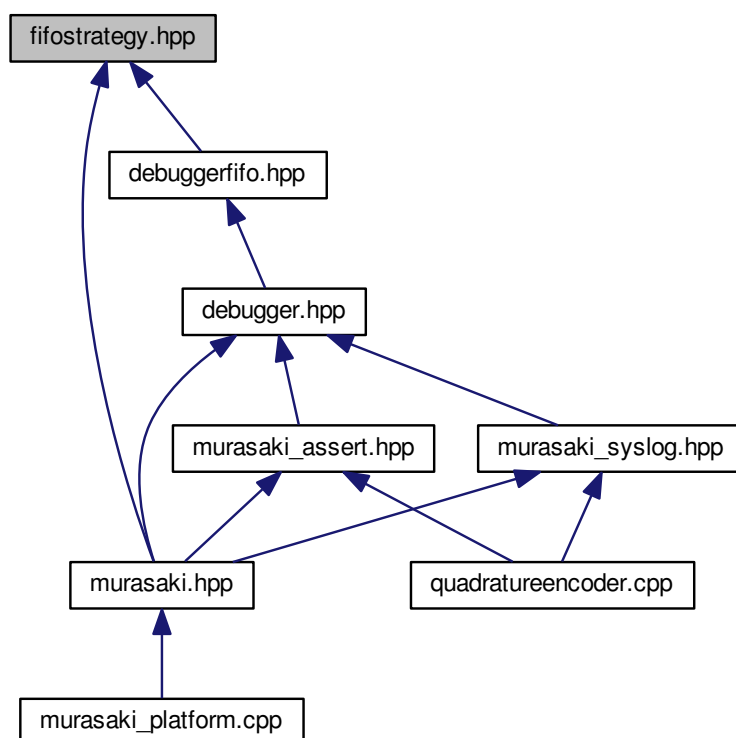 fifostrategy.hpp
debuggerfifo.hpp
debugger.hpp
murasaki_assert.hpp
murasaki_syslog.hpp
murasaki.hpp
quadratureencoder.cpp
murasaki_platform.cpp